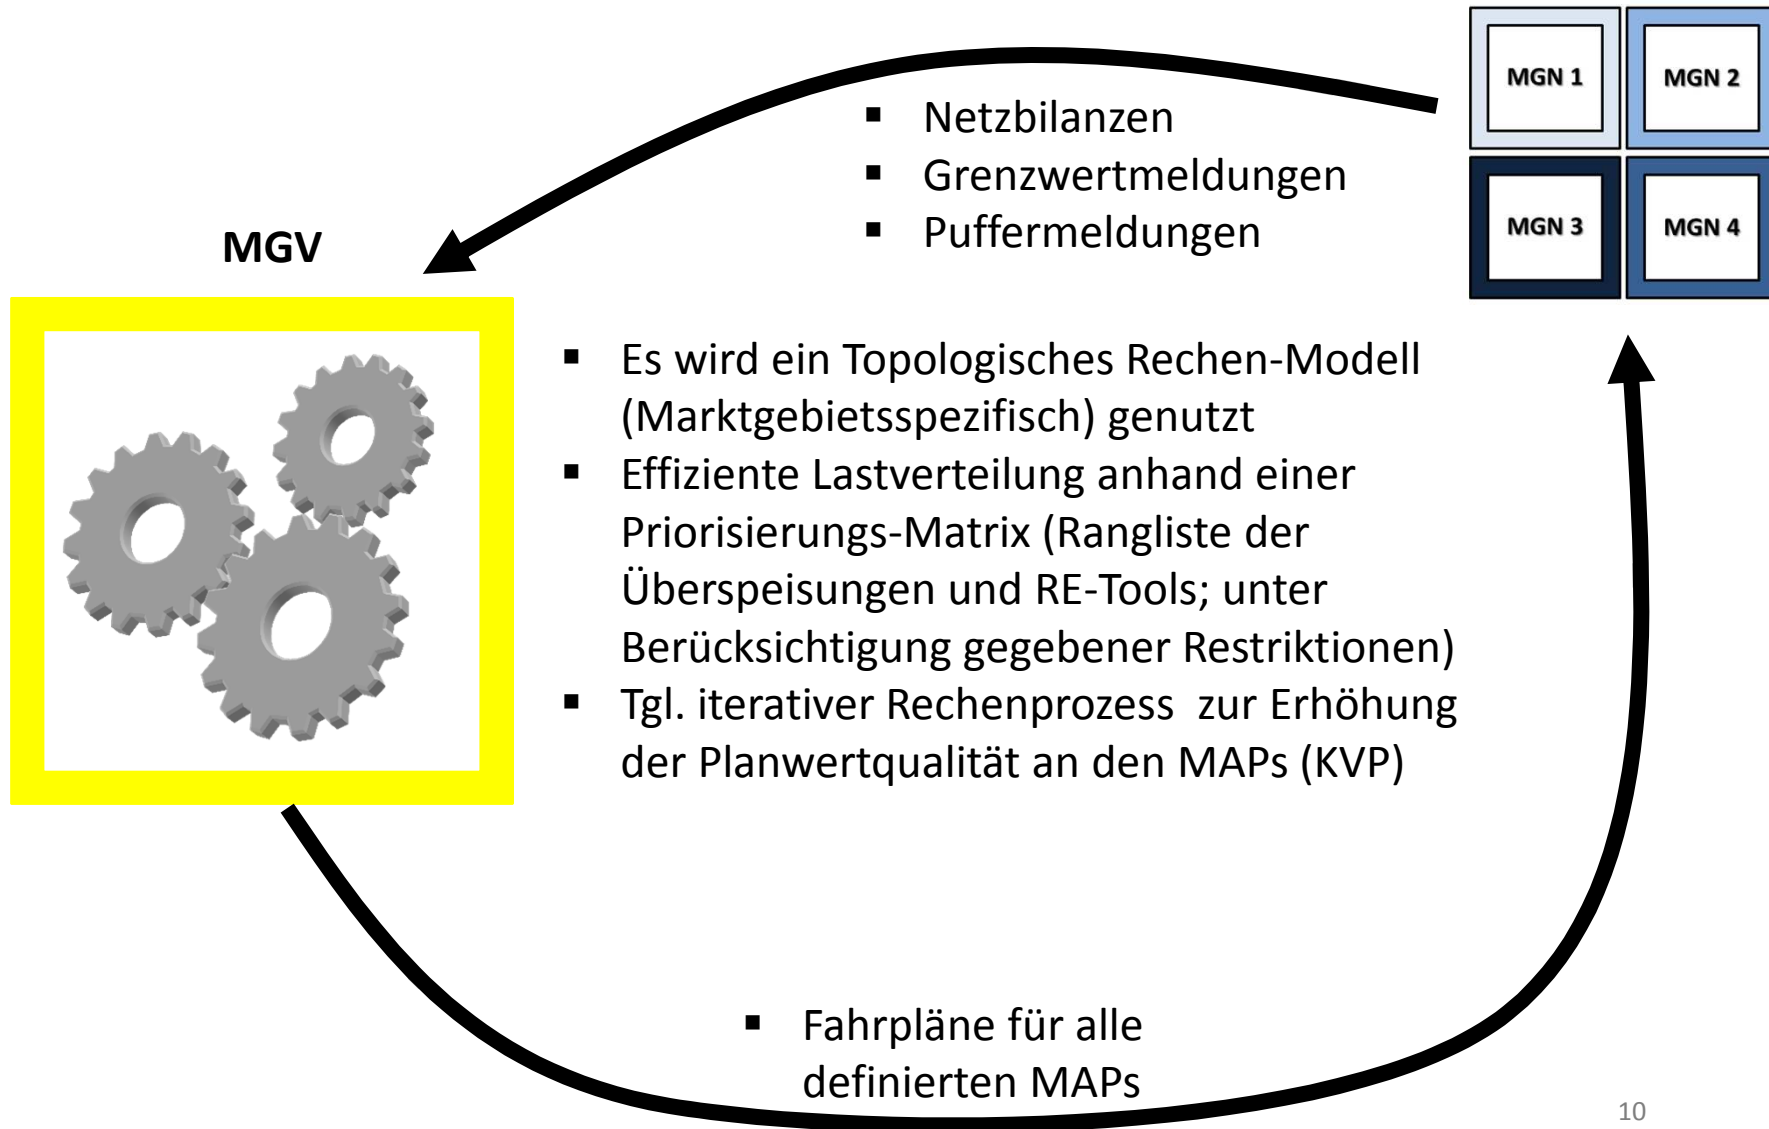 MGN 1
MGN 2
MGN 3
MGN 4
▪ Netzbilanzen
▪ Grenzwertmeldungen
▪ Puffermeldungen
MGV
▪ Es wird ein Topologisches Rechen-Modell
(Marktgebietsspezifisch) genutzt
▪ Effiziente Lastverteilung anhand einer
Priorisierungs-Matrix (Rangliste der
Überspeisungen und RE-Tools; unter
Berücksichtigung gegebener Restriktionen)
▪ Tgl. iterativer Rechenprozess  zur Erhöhung
der Planwertqualität an den MAPs (KVP)
▪ Fahrpläne für alle
definierten MAPs
10